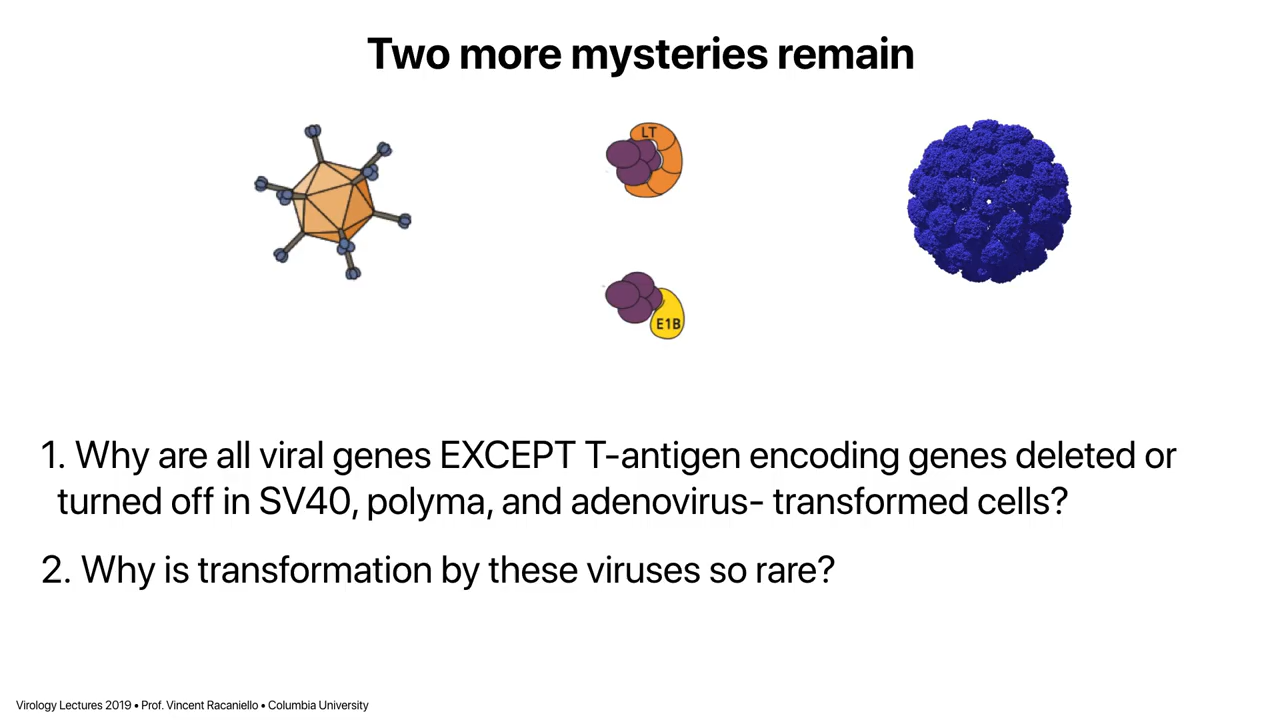 Two more mysteries remain
LT
E1B
1. Why are all viral genes EXCEPT T-antigen encoding genes deleted or
turned off in SV40, polyma, and adenovirus- transformed cells?
2. Why is transformation by these viruses so rare?
Virology Lectures 2019 • Prof. Vincent Racaniello • Columbia University